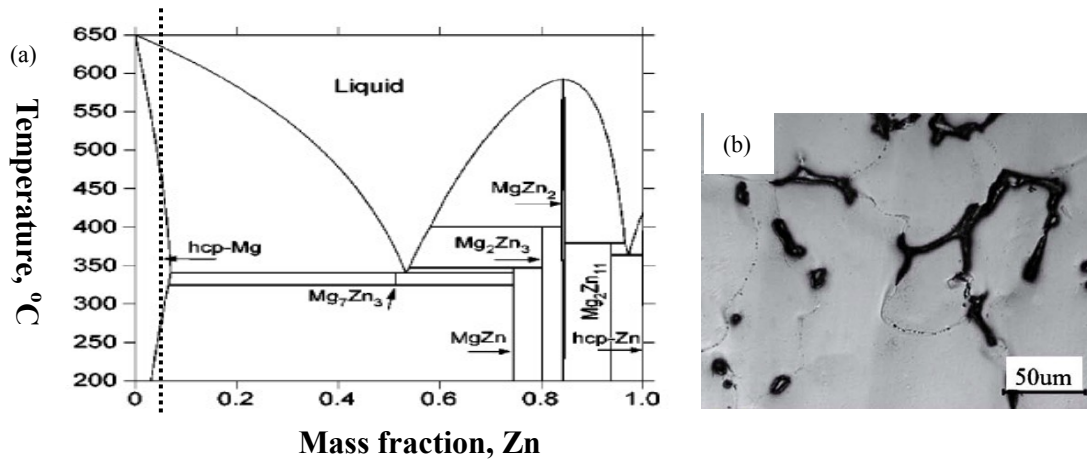 (a)
Temperature, °C
650
600
550
500
450
400
350
300
250
200
Liquid
MgZn₂
hcp-Mg
Mg₂Zn₃
Mg₇Zn₃
Mg₂Zn₁₁
MgZn
hcp-Zn
0
0.2
0.4
0.6
0.8
1.0
Mass fraction, Zn
(b)
50um